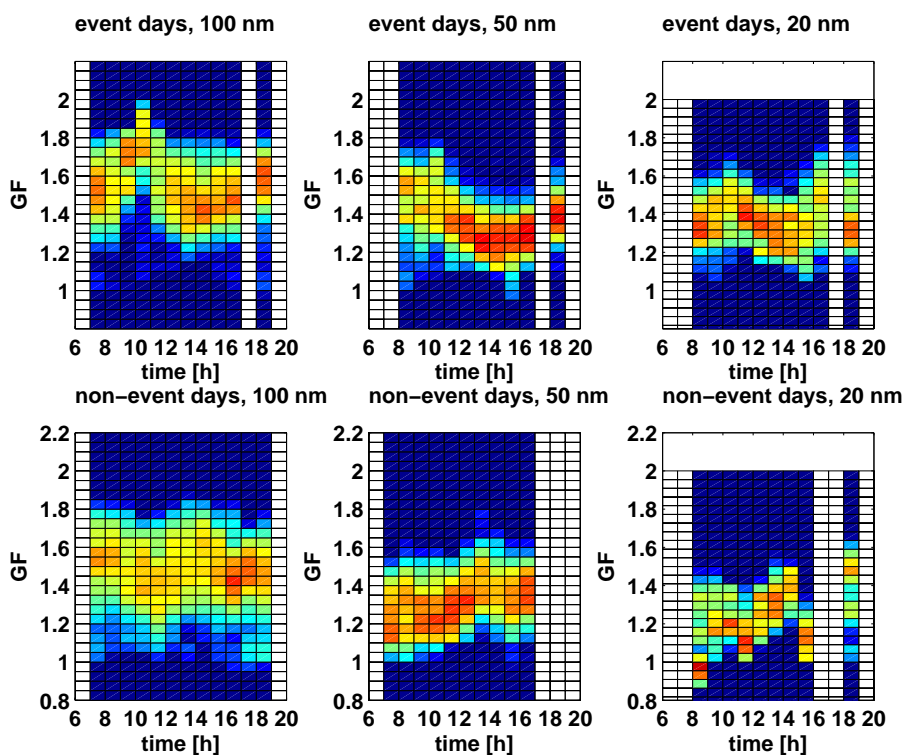 event days, 100 nm
event days, 50 nm
event days, 20 nm
2
1.8
1.6
1.4
1.2
1
GF
6 8 10 12 14 16 18 20
time [h]
2
1.8
1.6
1.4
1.2
1
GF
6 8 10 12 14 16 18 20
time [h]
2
1.8
1.6
1.4
1.2
1
GF
6 8 10 12 14 16 18 20
time [h]
non-event days, 100 nm
non-event days, 50 nm
non-event days, 20 nm
2.2
2
1.8
1.6
1.4
1.2
1
0.8
GF
6 8 10 12 14 16 18 20
time [h]
2.2
2
1.8
1.6
1.4
1.2
1
0.8
GF
6 8 10 12 14 16 18 20
time [h]
2.2
2
1.8
1.6
1.4
1.2
1
0.8
GF
6 8 10 12 14 16 18 20
time [h]